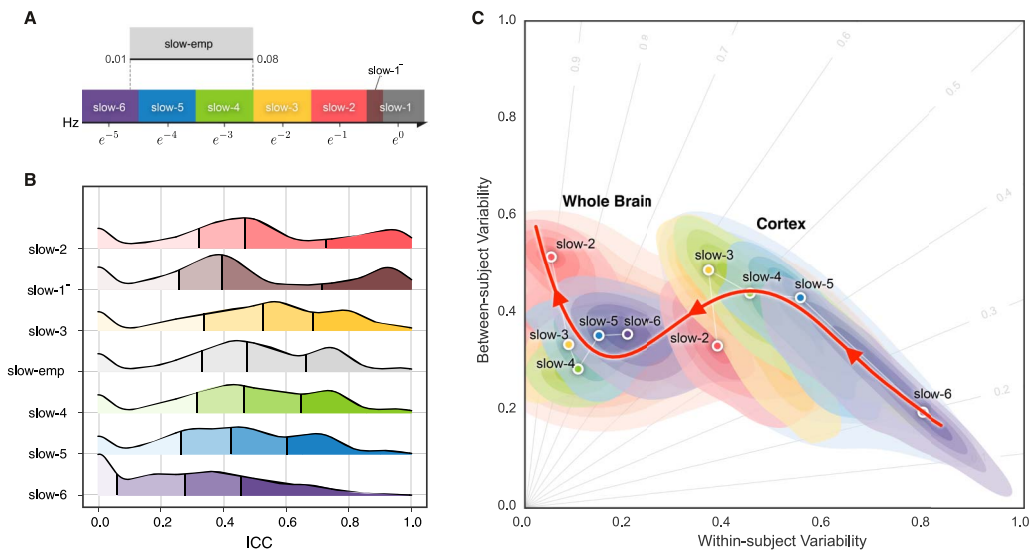 A
slow-emp
0.01
0.08
slow-1⁻
slow-6
slow-5
slow-4
slow-3
slow-2
slow-1
Hz
e⁻⁵
e⁻⁴
e⁻³
e⁻²
e⁻¹
e⁰
B
slow-2
slow-1⁻
slow-3
slow-emp
slow-4
slow-5
slow-6
0.0
0.2
0.4
0.6
0.8
1.0
ICC
C
1.0
0.8
0.6
0.4
0.2
0.0
Between-subject Variability
0.9
0.8
0.7
0.6
0.5
0.4
0.3
0.2
0.1
Whole Brain
Cortex
slow-2
slow-3
slow-4
slow-5
slow-6
slow-3
slow-4
slow-5
slow-2
slow-6
0.0
0.2
0.4
0.6
0.8
1.0
Within-subject Variability